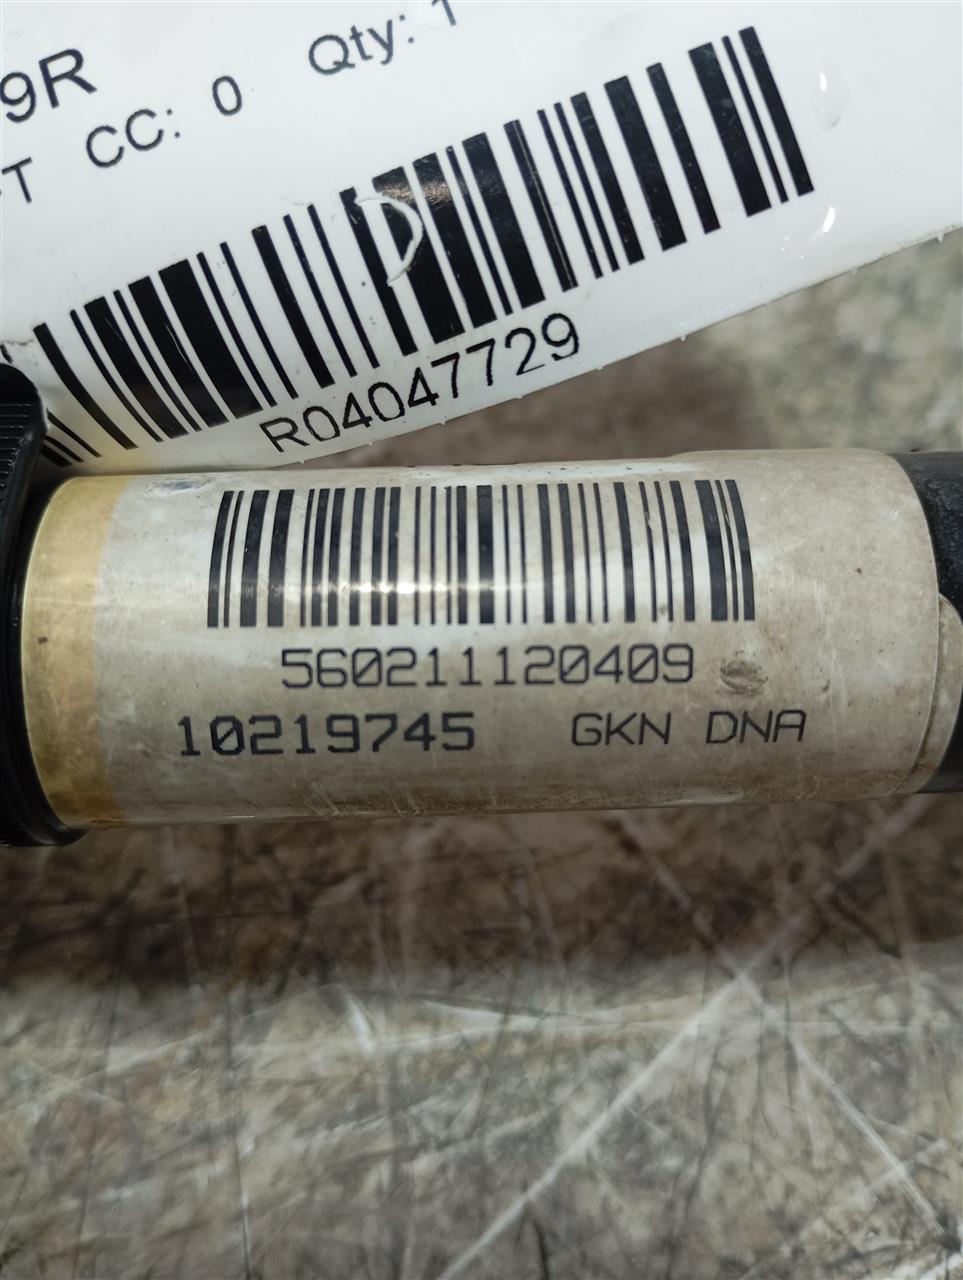 9R
T CC: 0 Qty: 1
R04047729
560211120409
10219745 GKN DNA